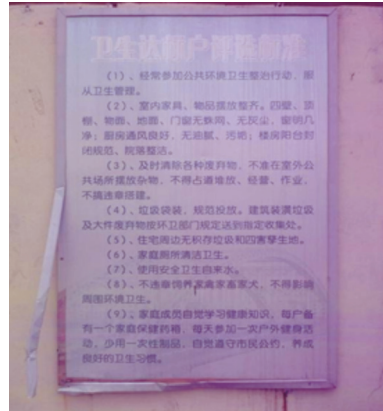 卫生达标户评选标准
(1)、经常参加公共环境卫生整治行动，服
从卫生管理。
(2)、室内家具、物品摆放整齐。四壁、顶
棚、物面、地面、门窗无蛛网、无灰尘，窗明几
净；厨房通风良好，无油腻、污垢；楼房阳台封
闭规范、院落整洁。
(3)、及时清除各种废弃物，不准在室外公
共场所摆放杂物，不得占道堆放、经营、作业，
不搞违章搭建。
(4)、垃圾袋装，规范投放。建筑装潢垃圾
及大件废弃物按环卫部门规定送到指定收集处。
(5)、住宅周边无积存垃圾和四害孳生地。
(6)、家庭厕所清洁卫生。
(7)、使用安全卫生自来水。
(8)、不违章饲养家禽家畜家犬，不得影响
周围环境卫生。
(9)、家庭成员自觉学习健康知识，每户备
有一个家庭保健药箱，每天参加一次户外健身活
动，少用一次性制品，自觉遵守市民公约，养成
良好的卫生习惯。